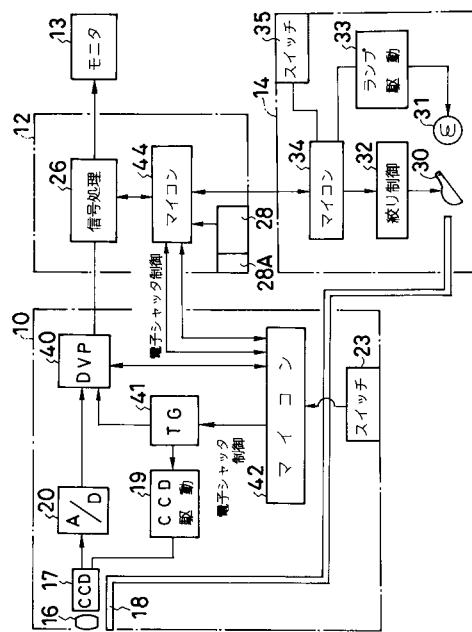 10
16
17
CCD
20
A/D
40
DVP
18
19
CCD
駆動
41
TG
電子シャッタ制御
42
マイコン
23
スイッチ
12
26
信号処理
電子シャッタ制御
44
マイコン
28
28A
13
モニタ
14
34
マイコン
35
スイッチ
32
絞り制御
33
ランプ
駆動
30
31